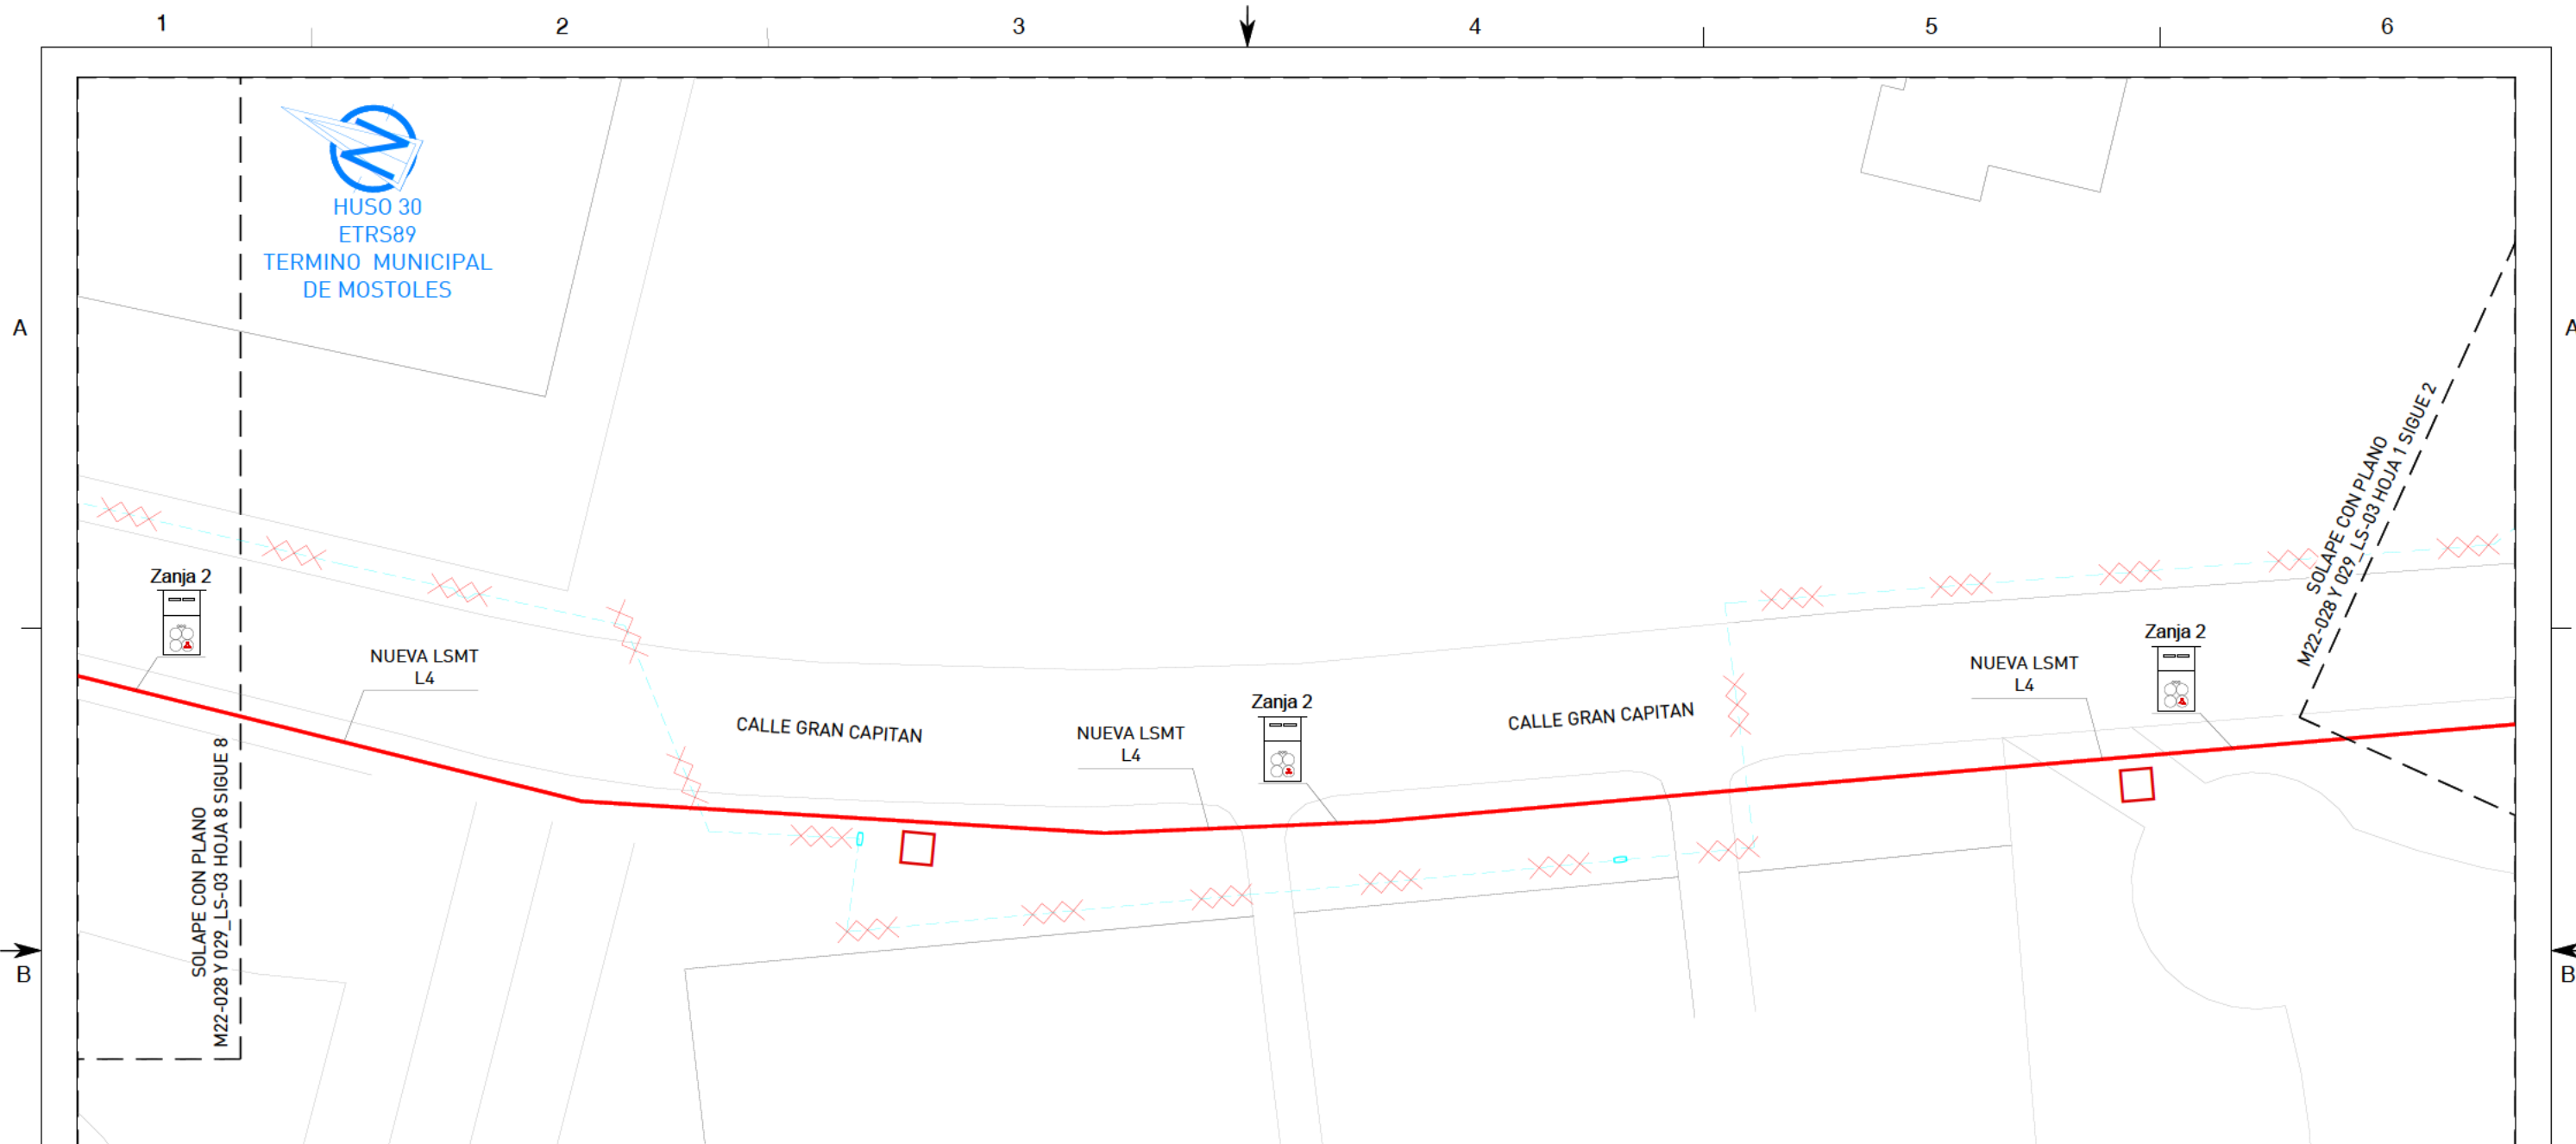 1
2
3
4
5
6
HUSO 30
ETRS89
TERMINO MUNICIPAL
DE MOSTOLES
A
A
SOLAPE CON PLANO
M22-028 Y 029_LS-03 HOJA 1 SIGUE 2
Zanja 2
NUEVA LSMT
L4
CALLE GRAN CAPITAN
NUEVA LSMT
L4
Zanja 2
CALLE GRAN CAPITAN
NUEVA LSMT
L4
Zanja 2
SOLAPE CON PLANO
M22-028 Y 029_LS-03 HOJA 8 SIGUE 8
B
B